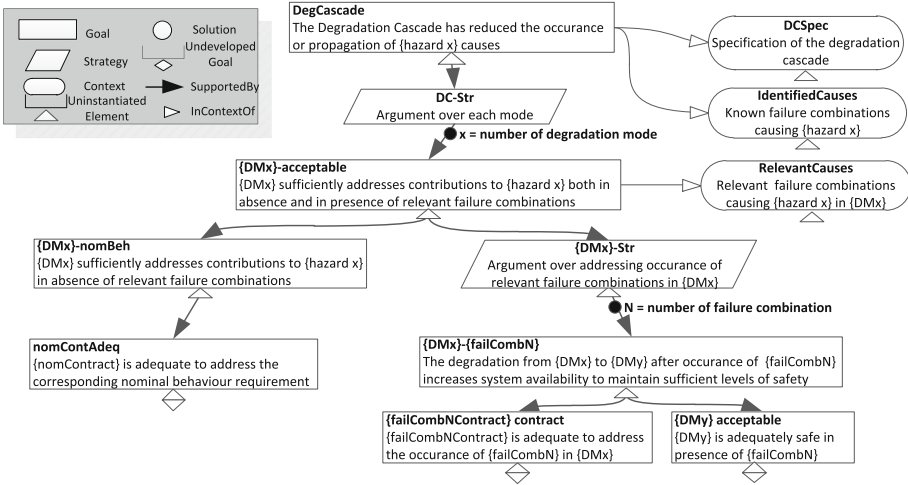 Goal
Strategy
Context
Uninstantiated
Element
Solution
Undeveloped
Goal
SupportedBy
InContextOf
DegCascade
The Degradation Cascade has reduced the occurance
or propagation of {hazard x} causes
DCSpec
Specification of the degradation
cascade
DC-Str
Argument over each mode
IdentifiedCauses
Known failure combinations
causing {hazard x}
x = number of degradation mode
{DMx}-acceptable
{DMx} sufficiently addresses contributions to {hazard x} both in
absence and in presence of relevant failure combinations
RelevantCauses
Relevant failure combinations
causing {hazard x} in {DMx}
{DMx}-nomBeh
{DMx} sufficiently addresses contributions to {hazard x}
in absence of relevant failure combinations
{DMx}-Str
Argument over addressing occurance of
relevant failure combinations in {DMx}
N = number of failure combination
nomContAdeq
{nomContract} is adequate to address the
corresponding nominal behaviour requirement
{DMx}-{failCombN}
The degradation from {DMx} to {DMy} after occurance of {failCombN}
increases system availability to maintain sufficient levels of safety
{failCombNContract} contract
{failCombNContract} is adequate to address
the occurance of {failCombN} in {DMx}
{DMy} acceptable
{DMy} is adequately safe in
presence of {failCombN}